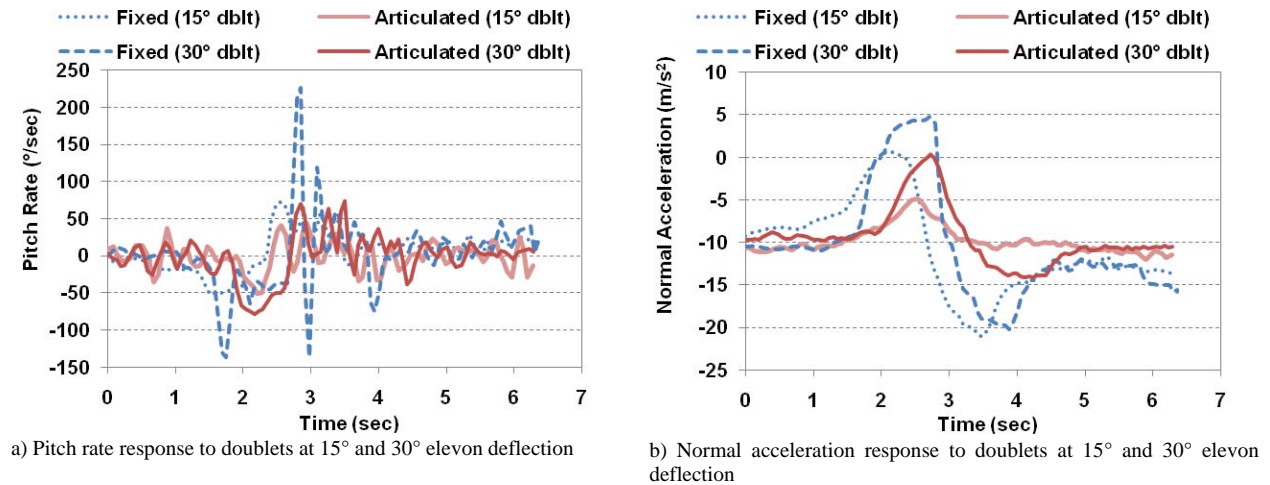 Fixed (15° dblt) Articulated (15° dblt)
Fixed (30° dblt) Articulated (30° dblt)
250
200
150
100
50
0
-50
-100
-150
Pitch Rate (°/sec)
0 1 2 3 4 5 6 7
Time (sec)
a) Pitch rate response to doublets at 15° and 30° elevon deflection
Fixed (15° dblt) Articulated (15° dblt)
Fixed (30° dblt) Articulated (30° dblt)
10
5
0
-5
-10
-15
-20
-25
Normal Acceleration (m/s²)
0 1 2 3 4 5 6 7
Time (sec)
b) Normal acceleration response to doublets at 15° and 30° elevon
deflection